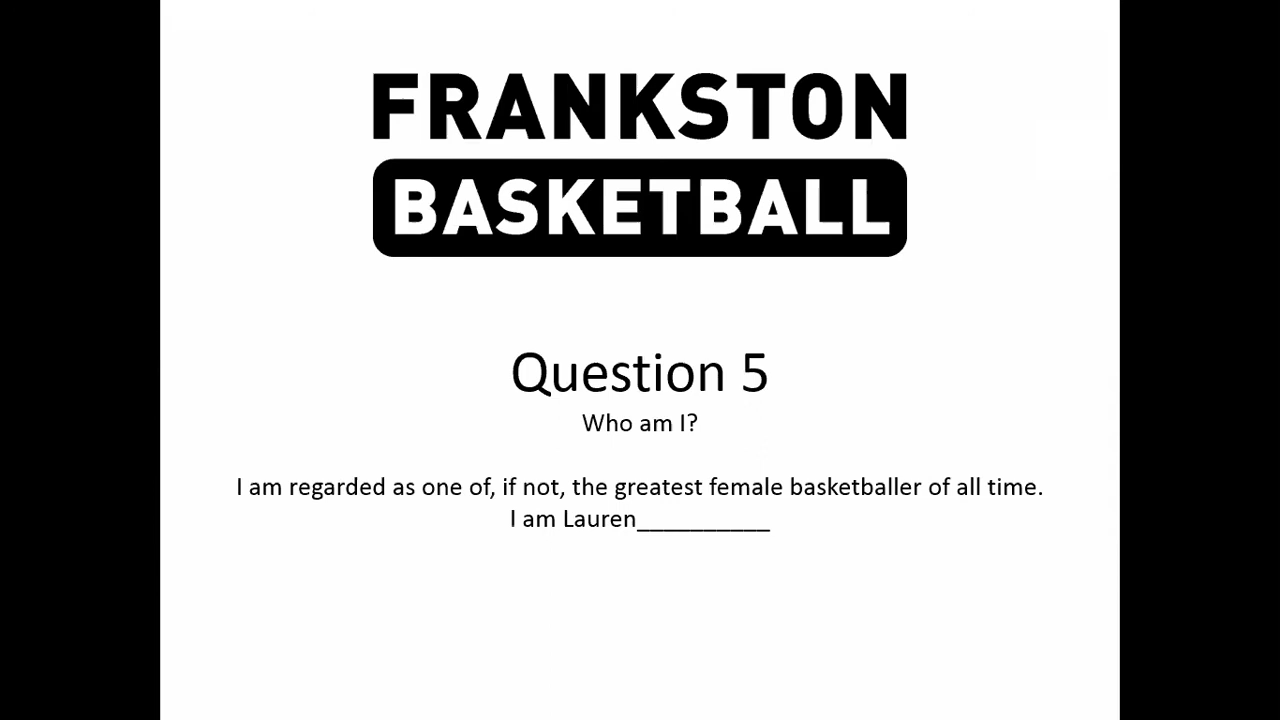 FRANKSTON
BASKETBALL
Question 5
Who am I?
I am regarded as one of, if not, the greatest female basketballer of all time.
I am Lauren__________